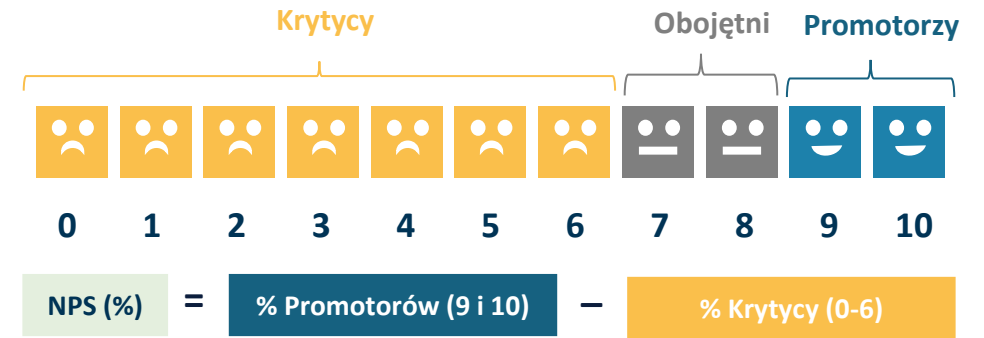 Krytycy Obojętni Promotorzy
0 1 2 3 4 5 6 7 8 9 10
NPS (%) = % Promotorów (9 i 10) – % Krytycy (0-6)